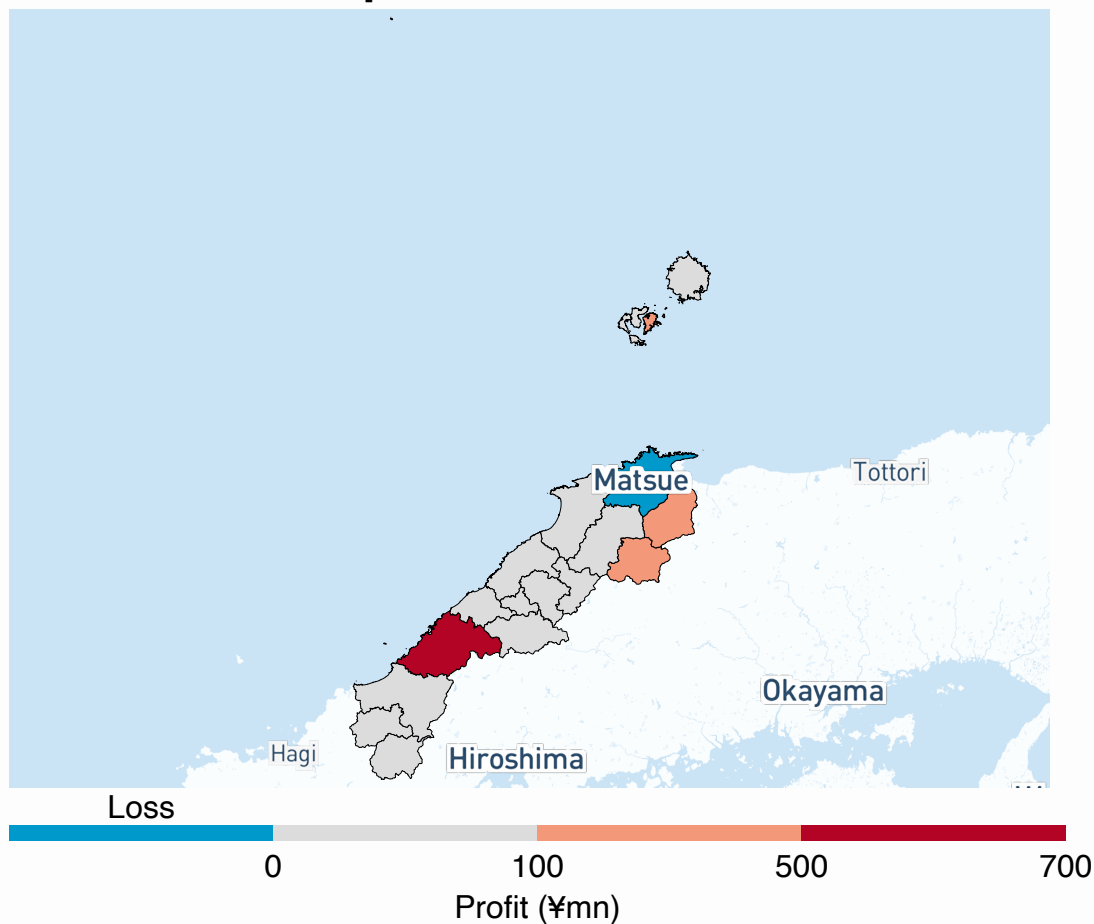 Matsue
Tottori
Okayama
Hagi
Hiroshima
Loss
0
100
500
700
Profit (¥mn)